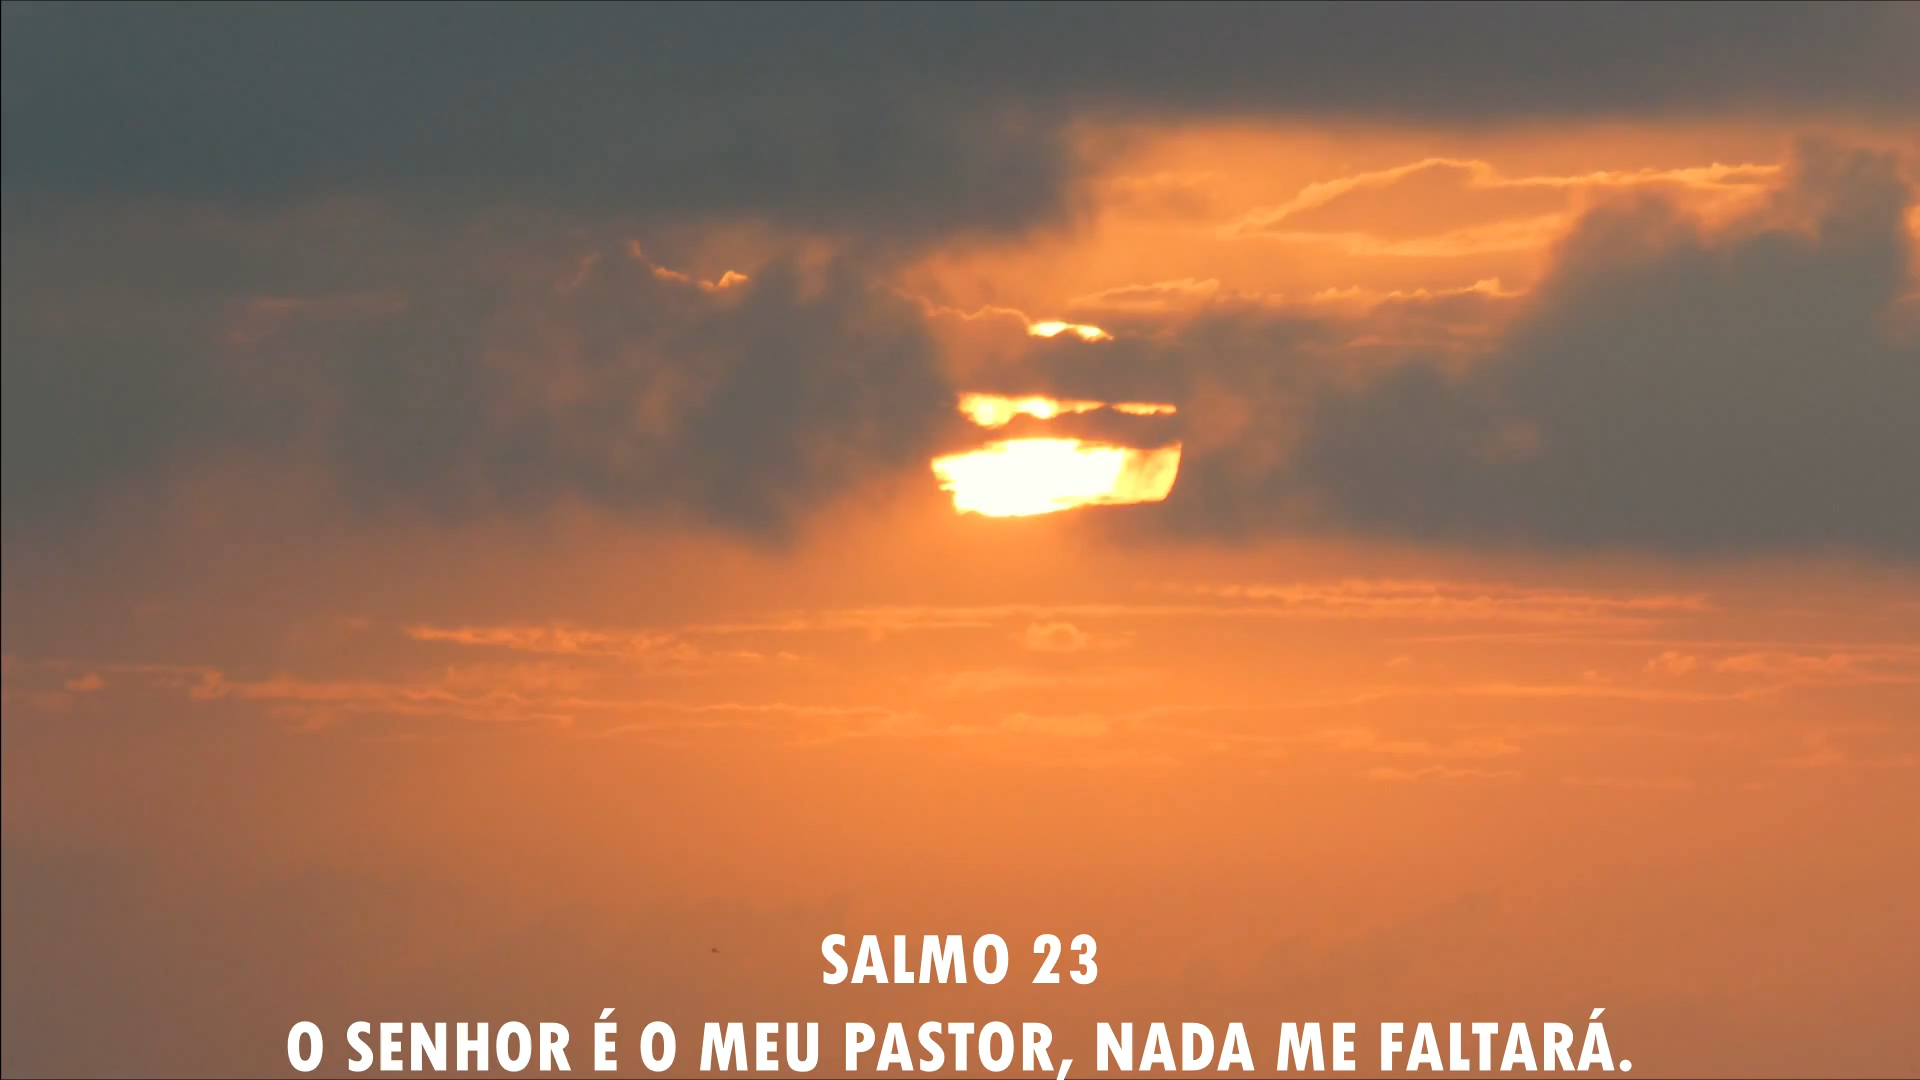 SALMO 23
O SENHOR É O MEU PASTOR, NADA ME FALTARÁ.